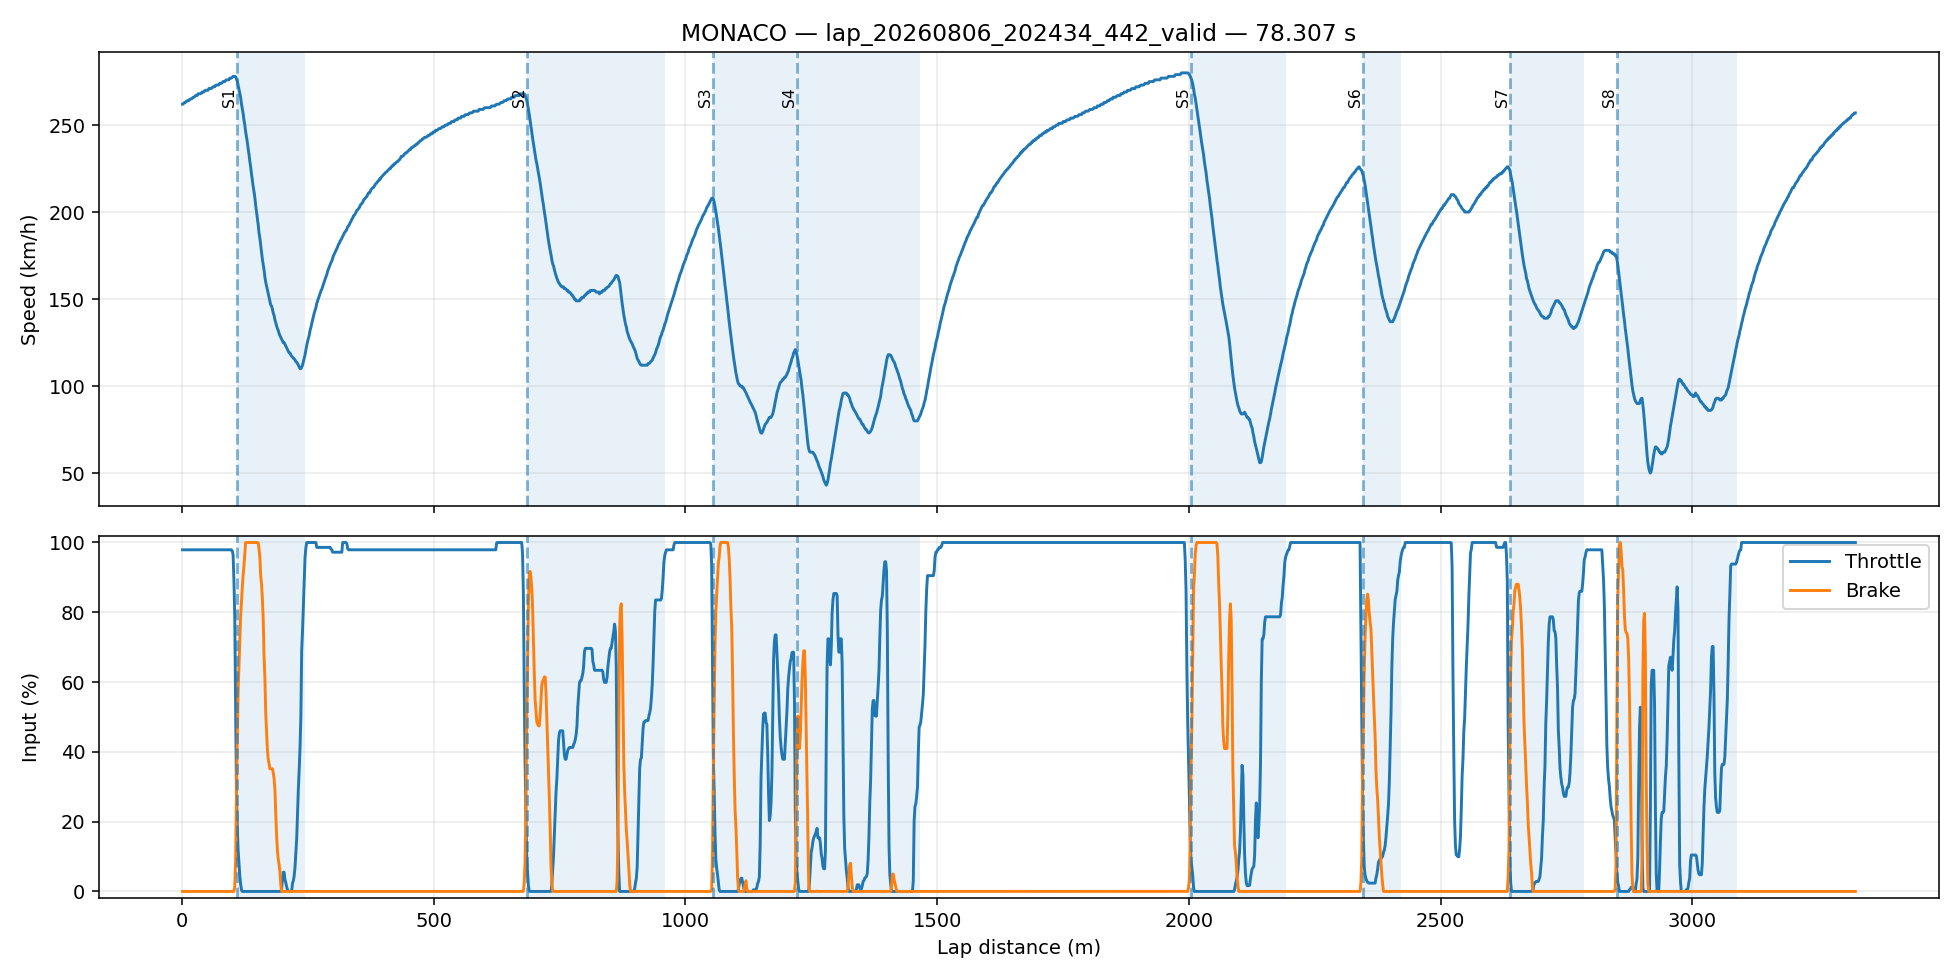 MONACO — lap_20260806_202434_442_valid — 78.307 s
Speed (km/h)
250
200
150
100
50
S1
S2
S3
S4
S5
S6
S7
S8
Input (%)
100
80
60
40
20
0
Throttle
Brake
0
500
1000
1500
2000
2500
3000
Lap distance (m)